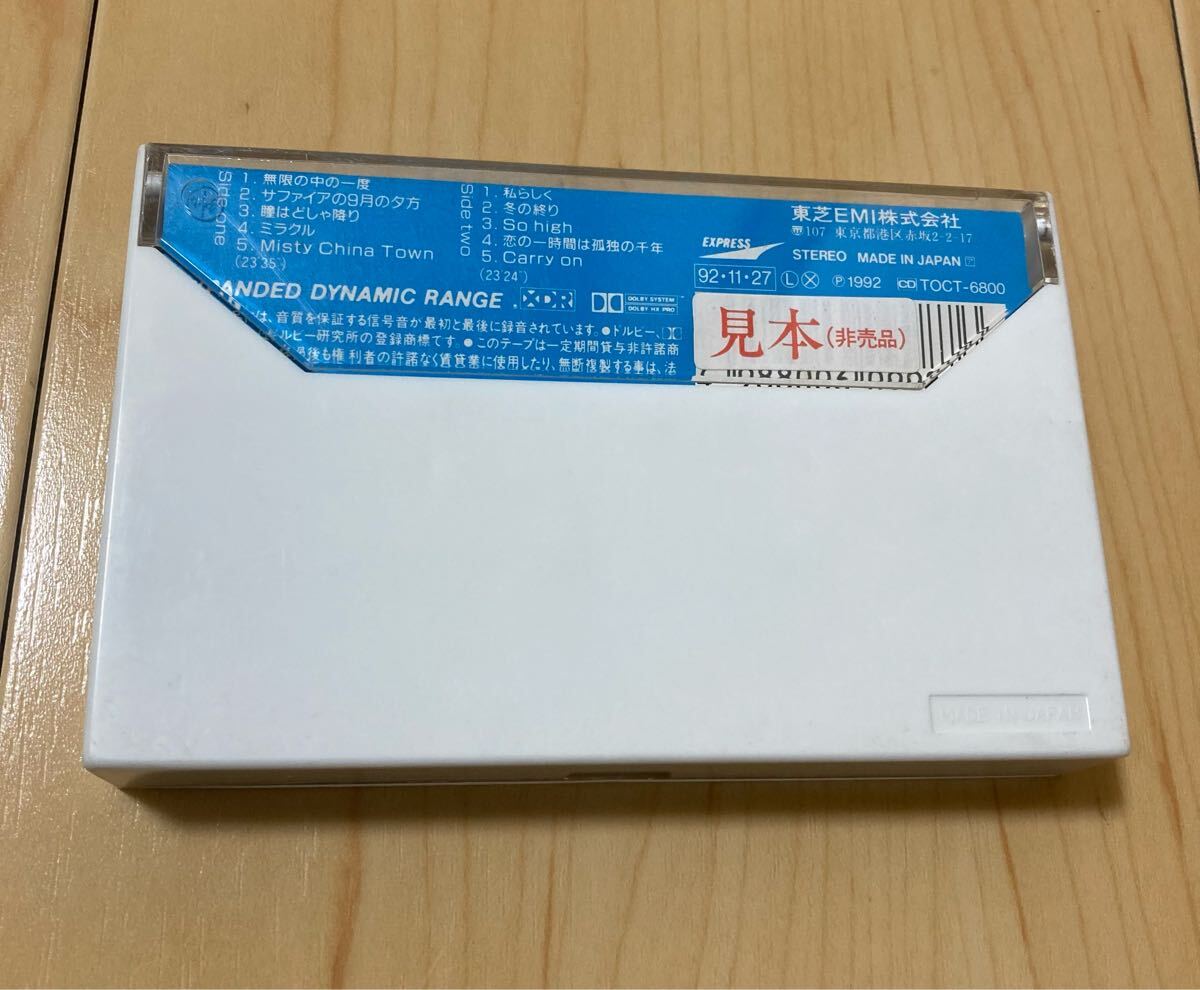 Side one
1. 無限の中の一度
2. サファイアの9月の夕方
3. 瞳はどしゃ降り
4. ミラクル
5. Misty China Town
(23′35″)
Side two
1. 私らしく
2. 冬の終り
3. So high
4. 恋の一時間は孤独の千年
5. Carry on
(23′24″)
EXPRESS
東芝EMI株式会社
〠107 東京都港区赤坂2-2-17
STEREO MADE IN JAPAN
92・11・27 Ⓛ Ⓧ Ⓟ1992 CD TOCT-6800
ANDED DYNAMIC RANGE XDR
DOLBY SYSTEM
DOLBY HX PRO
は、音質を保証する信号音が最初と最後に録音されています。●ドルビー、
ルビー研究所の登録商標です。●このテープは一定期間貸与非許諾商
後も権利者の許諾なく賃貸業に使用したり、無断複製する事は、法
見本(非売品)
MADE IN JAPAN